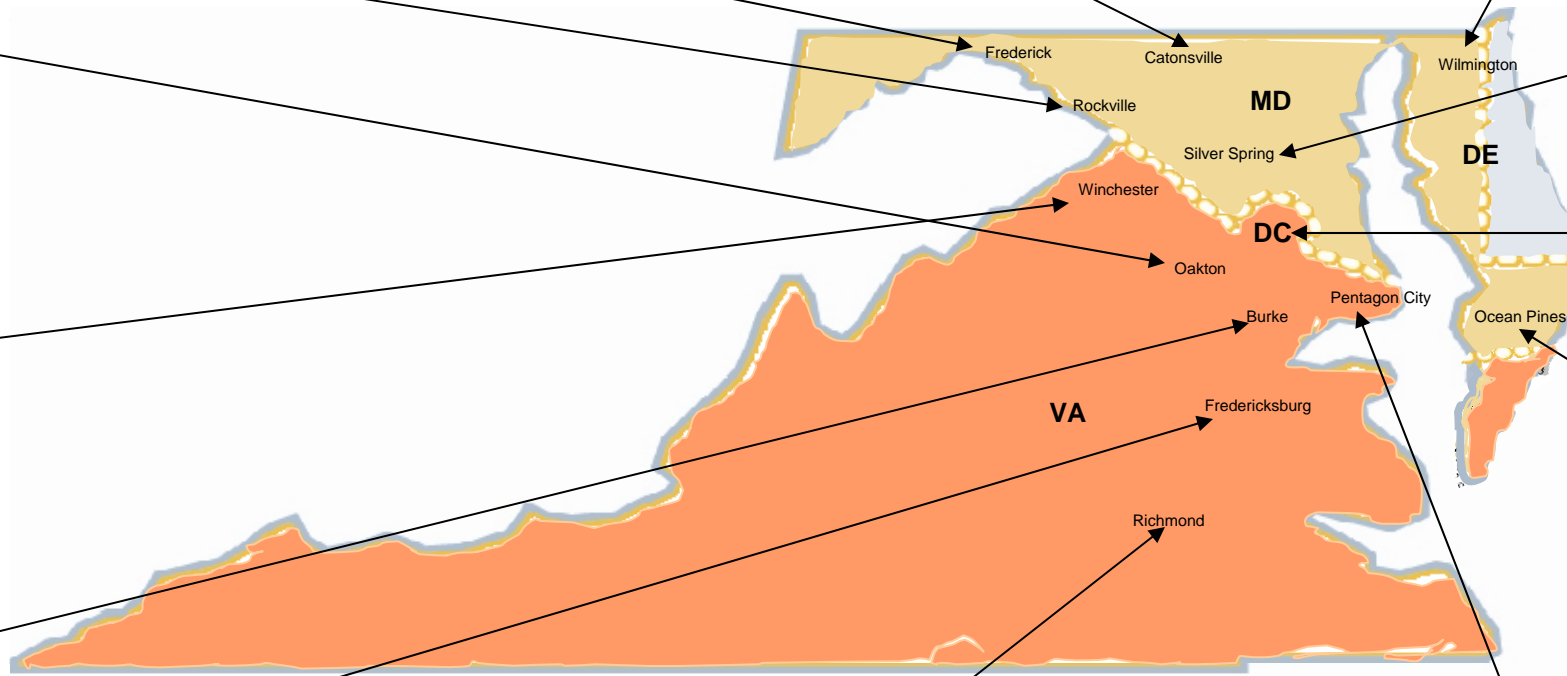 Frederick
Catonsville
Wilmington
Rockville
MD
Silver Spring
DE
Winchester
DC
Oakton
Pentagon City
Burke
Ocean Pines
VA
Fredericksburg
Richmond